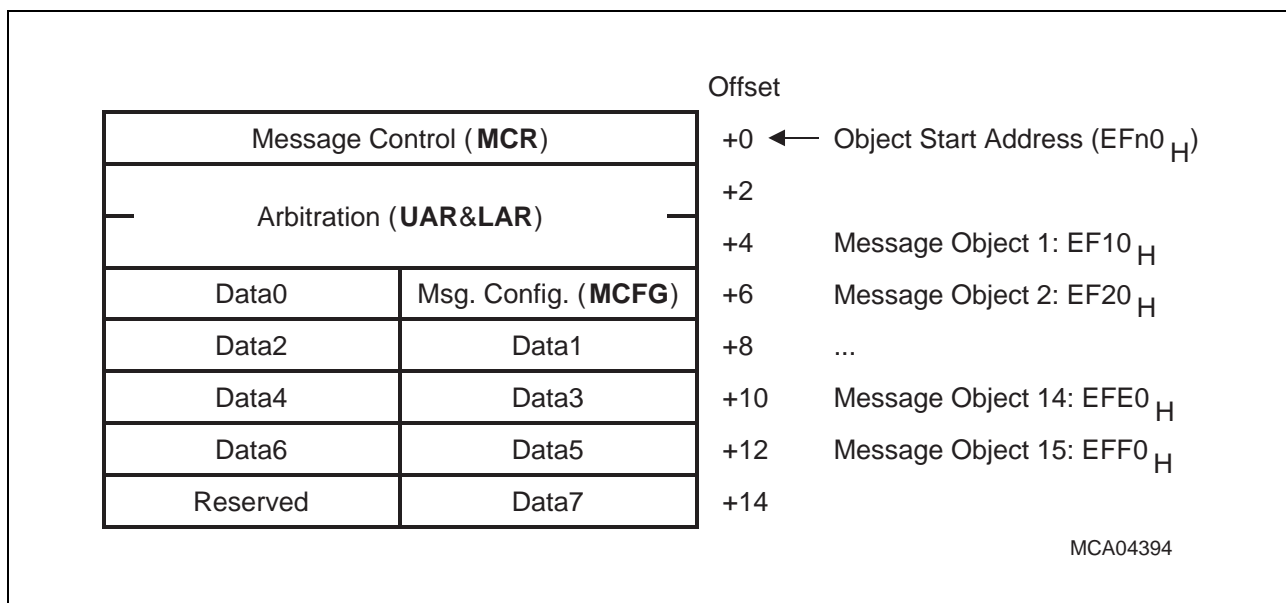 Offset
Message Control (MCR) +0 Object Start Address (EFn0H)
+2
Arbitration (UAR&LAR)
+4 Message Object 1: EF10H
Data0 Msg. Config. (MCFG) +6 Message Object 2: EF20H
Data2 Data1 +8 ...
Data4 Data3 +10 Message Object 14: EFE0H
Data6 Data5 +12 Message Object 15: EFF0H
Reserved Data7 +14
MCA04394